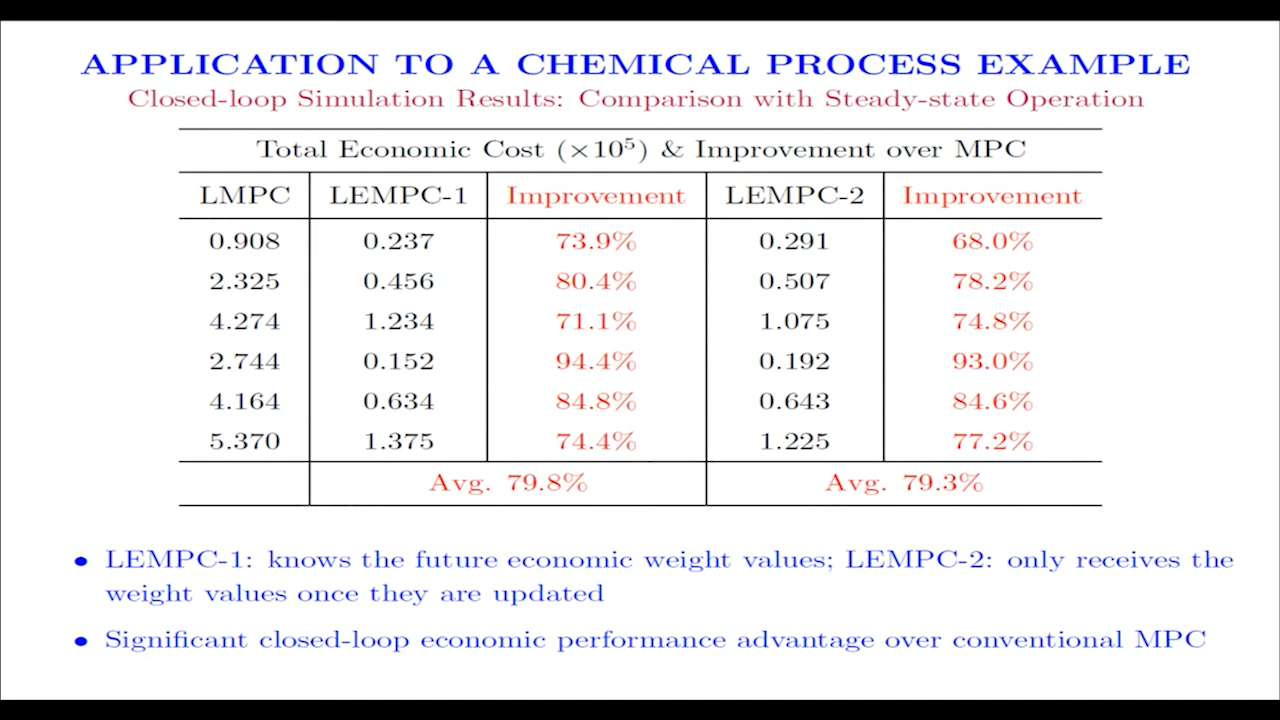 APPLICATION TO A CHEMICAL PROCESS EXAMPLE
Closed-loop Simulation Results: Comparison with Steady-state Operation
Total Economic Cost (×10⁵) & Improvement over MPC
LMPC LEMPC-1 Improvement LEMPC-2 Improvement
0.908 0.237 73.9% 0.291 68.0%
2.325 0.456 80.4% 0.507 78.2%
4.274 1.234 71.1% 1.075 74.8%
2.744 0.152 94.4% 0.192 93.0%
4.164 0.634 84.8% 0.643 84.6%
5.370 1.375 74.4% 1.225 77.2%
Avg. 79.8% Avg. 79.3%
• LEMPC-1: knows the future economic weight values; LEMPC-2: only receives the
weight values once they are updated
• Significant closed-loop economic performance advantage over conventional MPC